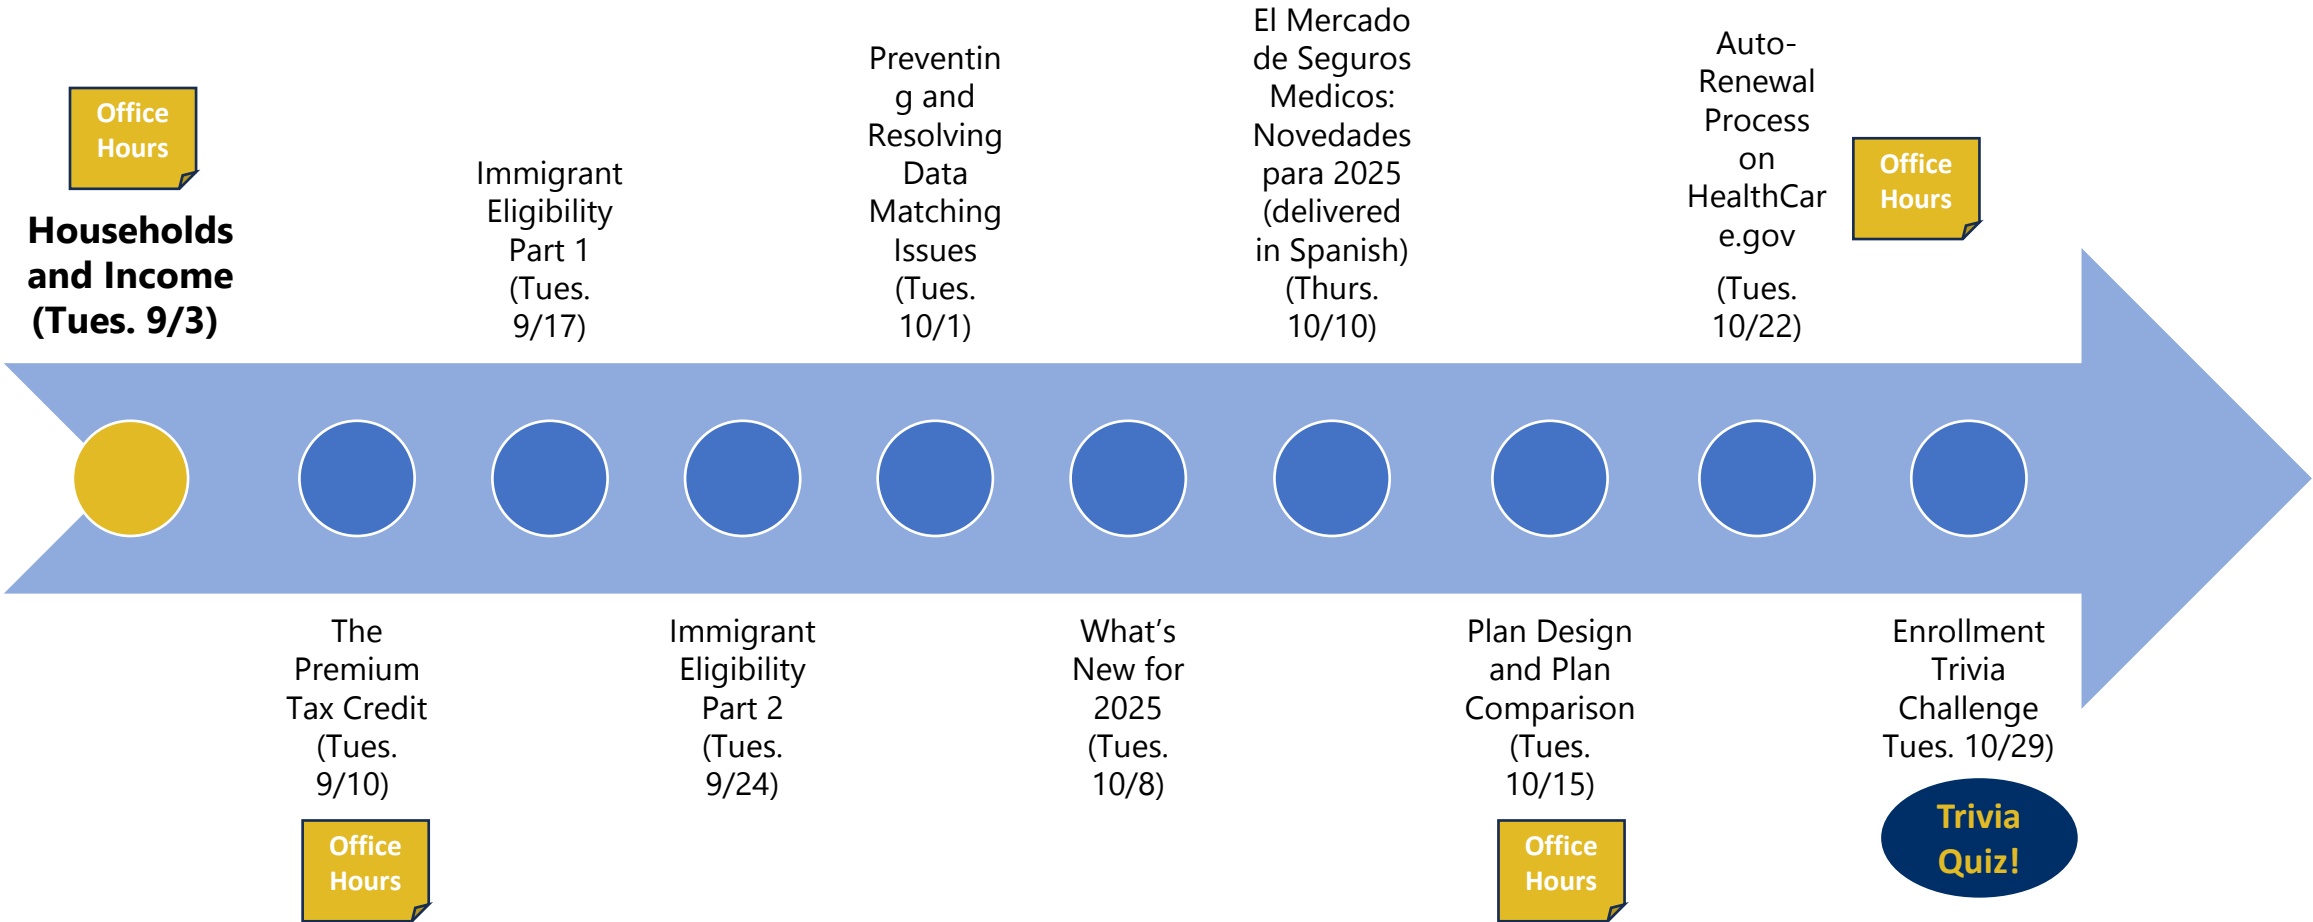 Office
Hours
Households
and Income
(Tues. 9/3)
The
Premium
Tax Credit
(Tues.
9/10)
Office
Hours
Immigrant
Eligibility
Part 1
(Tues.
9/17)
Immigrant
Eligibility
Part 2
(Tues.
9/24)
Preventin
g and
Resolving
Data
Matching
Issues
(Tues.
10/1)
What’s
New for
2025
(Tues.
10/8)
El Mercado
de Seguros
Medicos:
Novedades
para 2025
(delivered
in Spanish)
(Thurs.
10/10)
Plan Design
and Plan
Comparison
(Tues.
10/15)
Office
Hours
Auto-
Renewal
Process
on
HealthCar
e.gov
(Tues.
10/22)
Office
Hours
Enrollment
Trivia
Challenge
Tues. 10/29)
Trivia
Quiz!